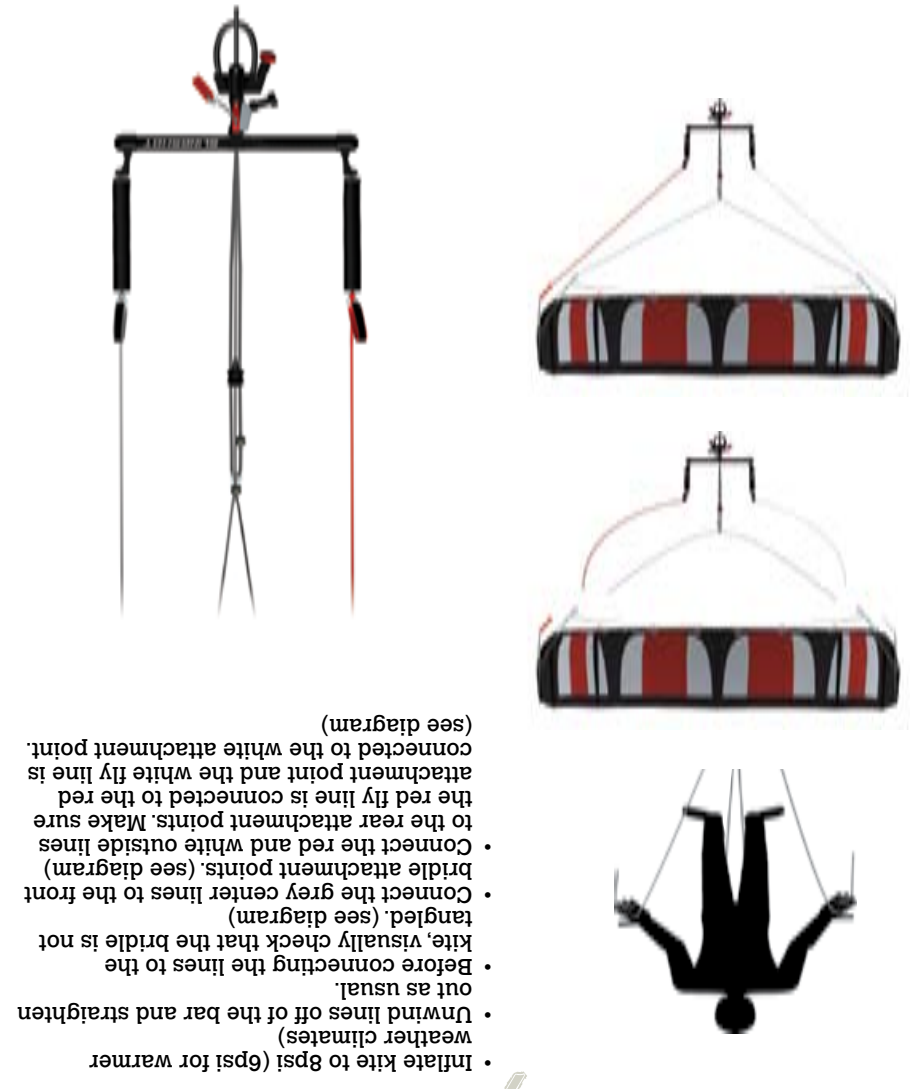 • Inflate kite to 8psi (6psi for warmer
weather climates)
• Unwind lines off of the bar and straighten
out as usual.
• Before connecting the lines to the
kite, visually check that the bridle is not
tangled. (see diagram)
• Connect the grey center lines to the front
bridle attachment points. (see diagram)
• Connect the red and white outside lines
to the rear attachment points. Make sure
the red fly line is connected to the red
attachment point and the white fly line is
connected to the white attachment point.
(see diagram)